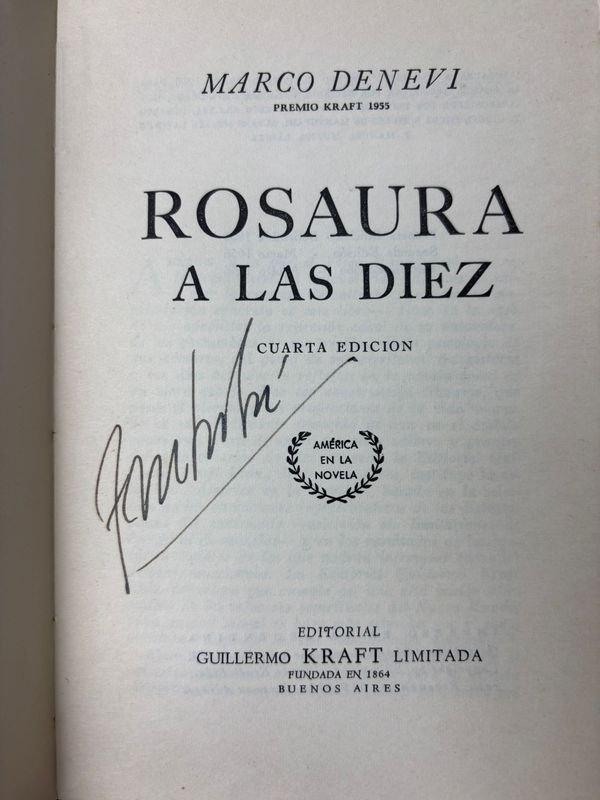 MARCO DENEVI
PREMIO KRAFT 1955
ROSAURA
A LAS DIEZ
CUARTA EDICION
AMÉRICA
EN LA
NOVELA
EDITORIAL
GUILLERMO KRAFT LIMITADA
FUNDADA EN 1864
BUENOS AIRES